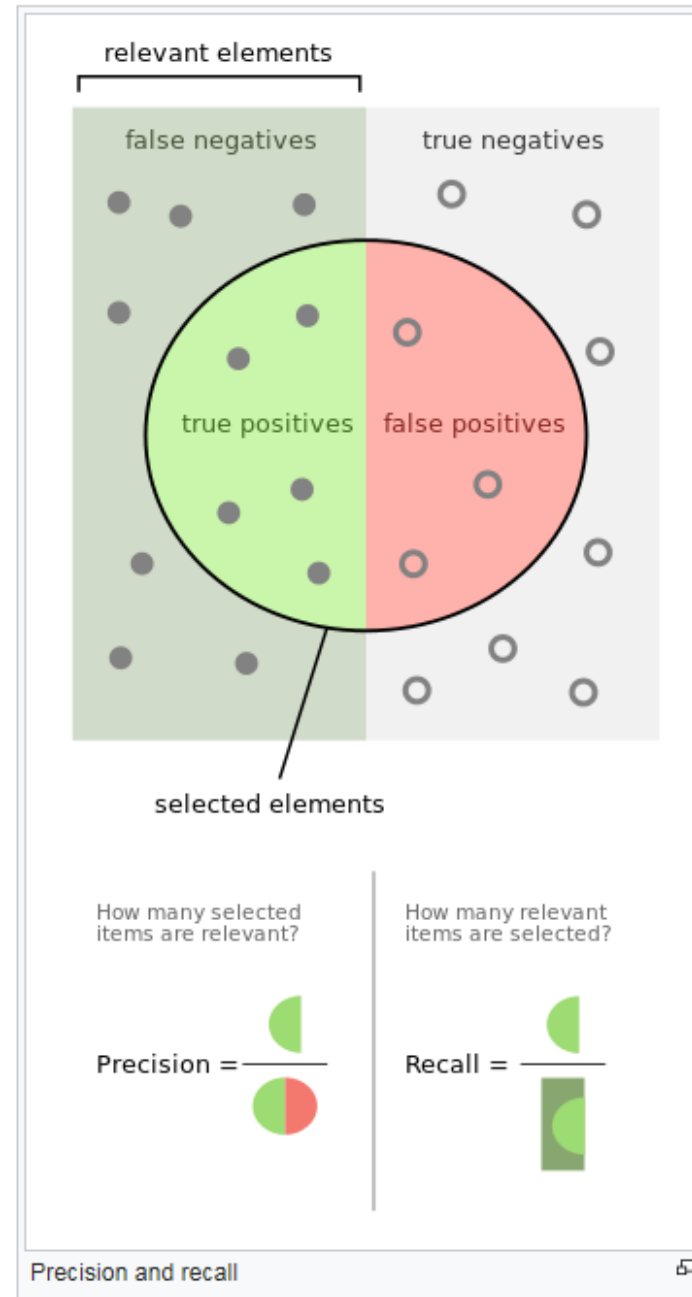 relevant elements
false negatives
true negatives
true positives
false positives
selected elements
How many selected
items are relevant?
How many relevant
items are selected?
Precision =
Recall =
Precision and recall